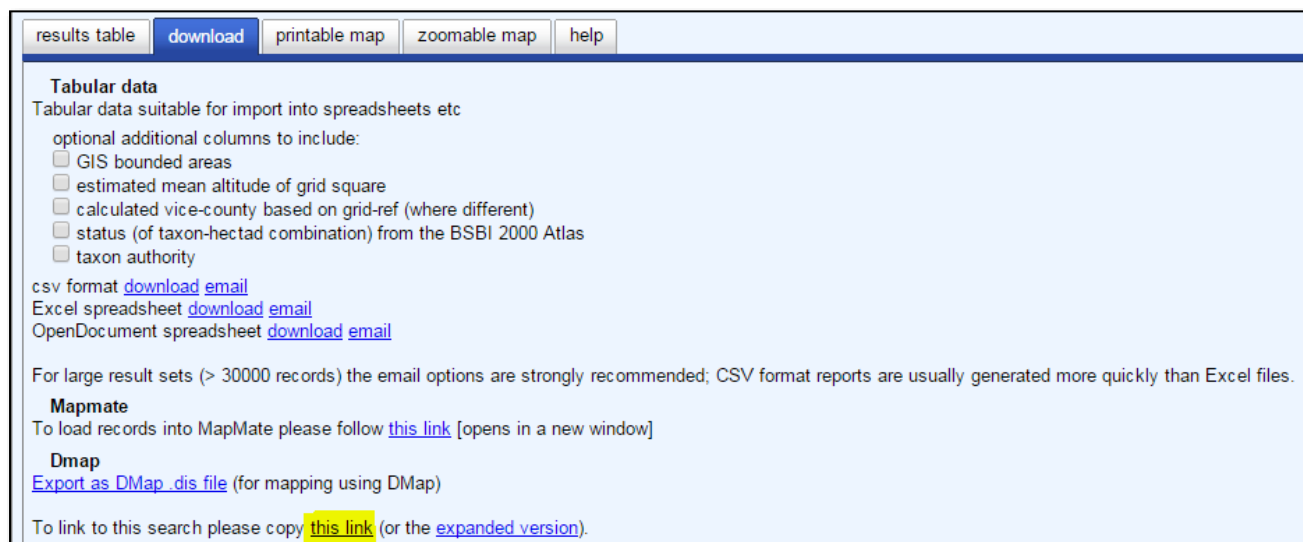 results table download printable map zoomable map help
Tabular data
Tabular data suitable for import into spreadsheets etc
optional additional columns to include:
GIS bounded areas
estimated mean altitude of grid square
calculated vice-county based on grid-ref (where different)
status (of taxon-hectad combination) from the BSBI 2000 Atlas
taxon authority
csv format download email
Excel spreadsheet download email
OpenDocument spreadsheet download email
For large result sets (> 30000 records) the email options are strongly recommended; CSV format reports are usually generated more quickly than Excel files.
Mapmate
To load records into MapMate please follow this link [opens in a new window]
Dmap
Export as DMap .dis file (for mapping using DMap)
To link to this search please copy this link (or the expanded version).